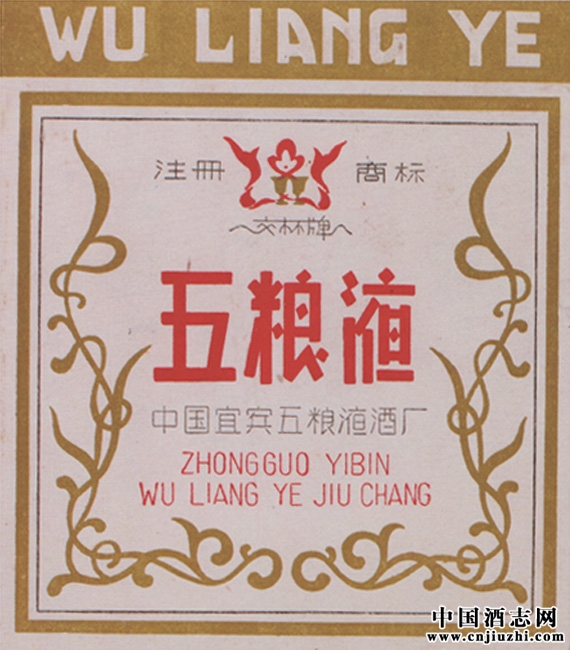 WU LIANG YE
注册 商标
交杯牌
五粮液
中国宜宾五粮液酒厂
ZHONGGUO YIBIN
WU LIANG YE JIU CHANG
中国酒志网
www.cnjiuzhi.com